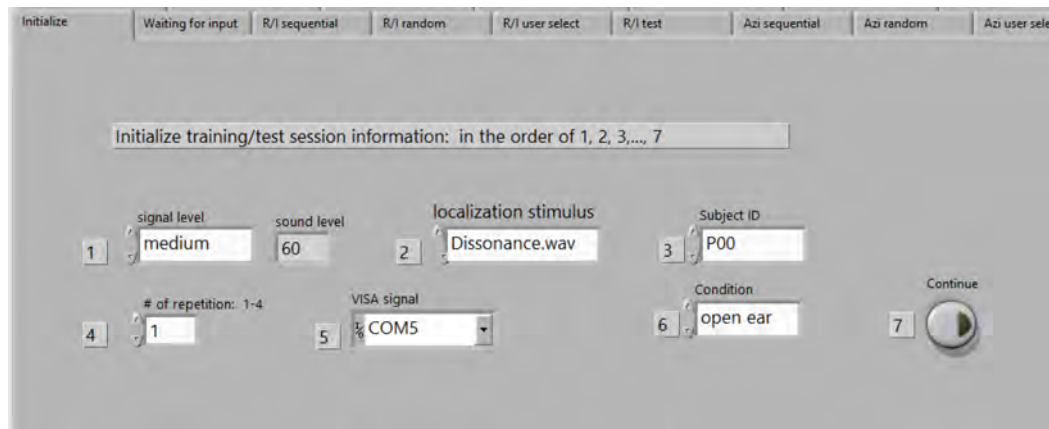 Initialize
Waiting for input
R/I sequential
R/I random
R/I user select
R/I test
Azi sequential
Azi random
Azi user sele
Initialize training/test session information: in the order of 1, 2, 3,..., 7
signal level
sound level
localization stimulus
Subject ID
1
medium
60
2
Dissonance.wav
3
P00
# of repetition: 1-4
VISA signal
Condition
Continue
4
1
5
COM5
6
open ear
7